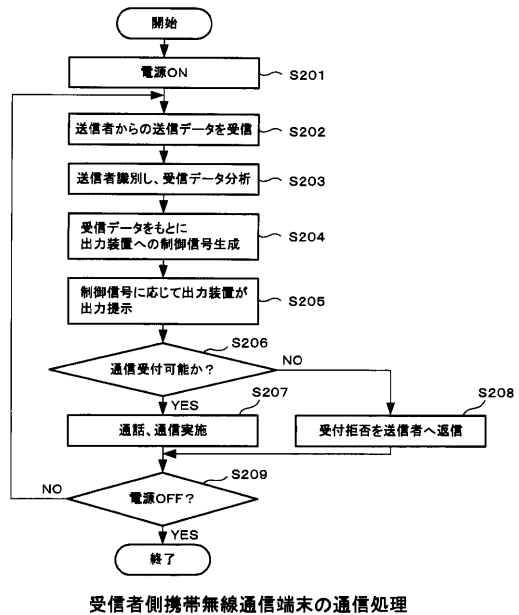 開始
電源ON
S201
送信者からの送信データを受信
S202
送信者識別し、受信データ分析
S203
受信データをもとに
出力装置への制御信号生成
S204
制御信号に応じて出力装置が
出力提示
S205
S206
通信受付可能か？
NO
YES
S207
通話、通信実施
S208
受付拒否を送信者へ返信
S209
電源OFF？
NO
YES
終了
受信者側携帯無線通信端末の通信処理